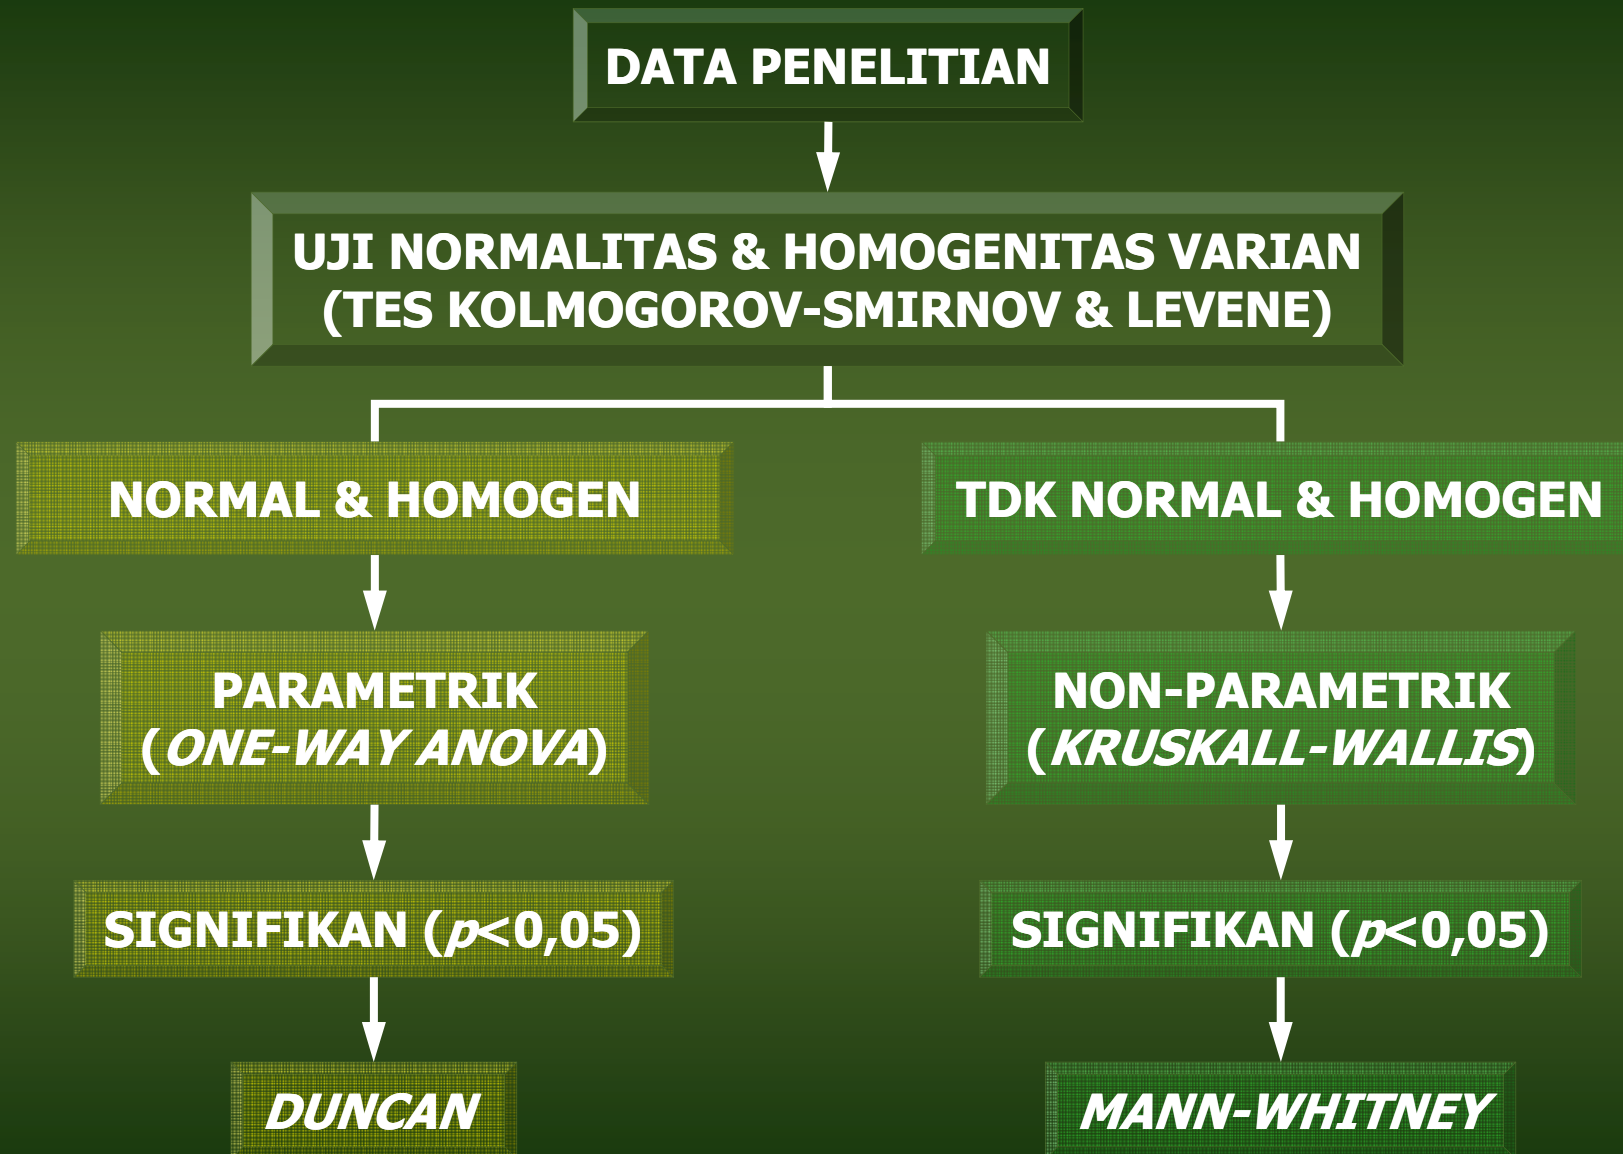 DATA PENELITIAN
UJI NORMALITAS & HOMOGENITAS VARIAN
(TES KOLMOGOROV-SMIRNOV & LEVENE)
NORMAL & HOMOGEN
TDK NORMAL & HOMOGEN
PARAMETRIK
(ONE-WAY ANOVA)
NON-PARAMETRIK
(KRUSKALL-WALLIS)
SIGNIFIKAN (p<0,05)
SIGNIFIKAN (p<0,05)
DUNCAN
MANN-WHITNEY